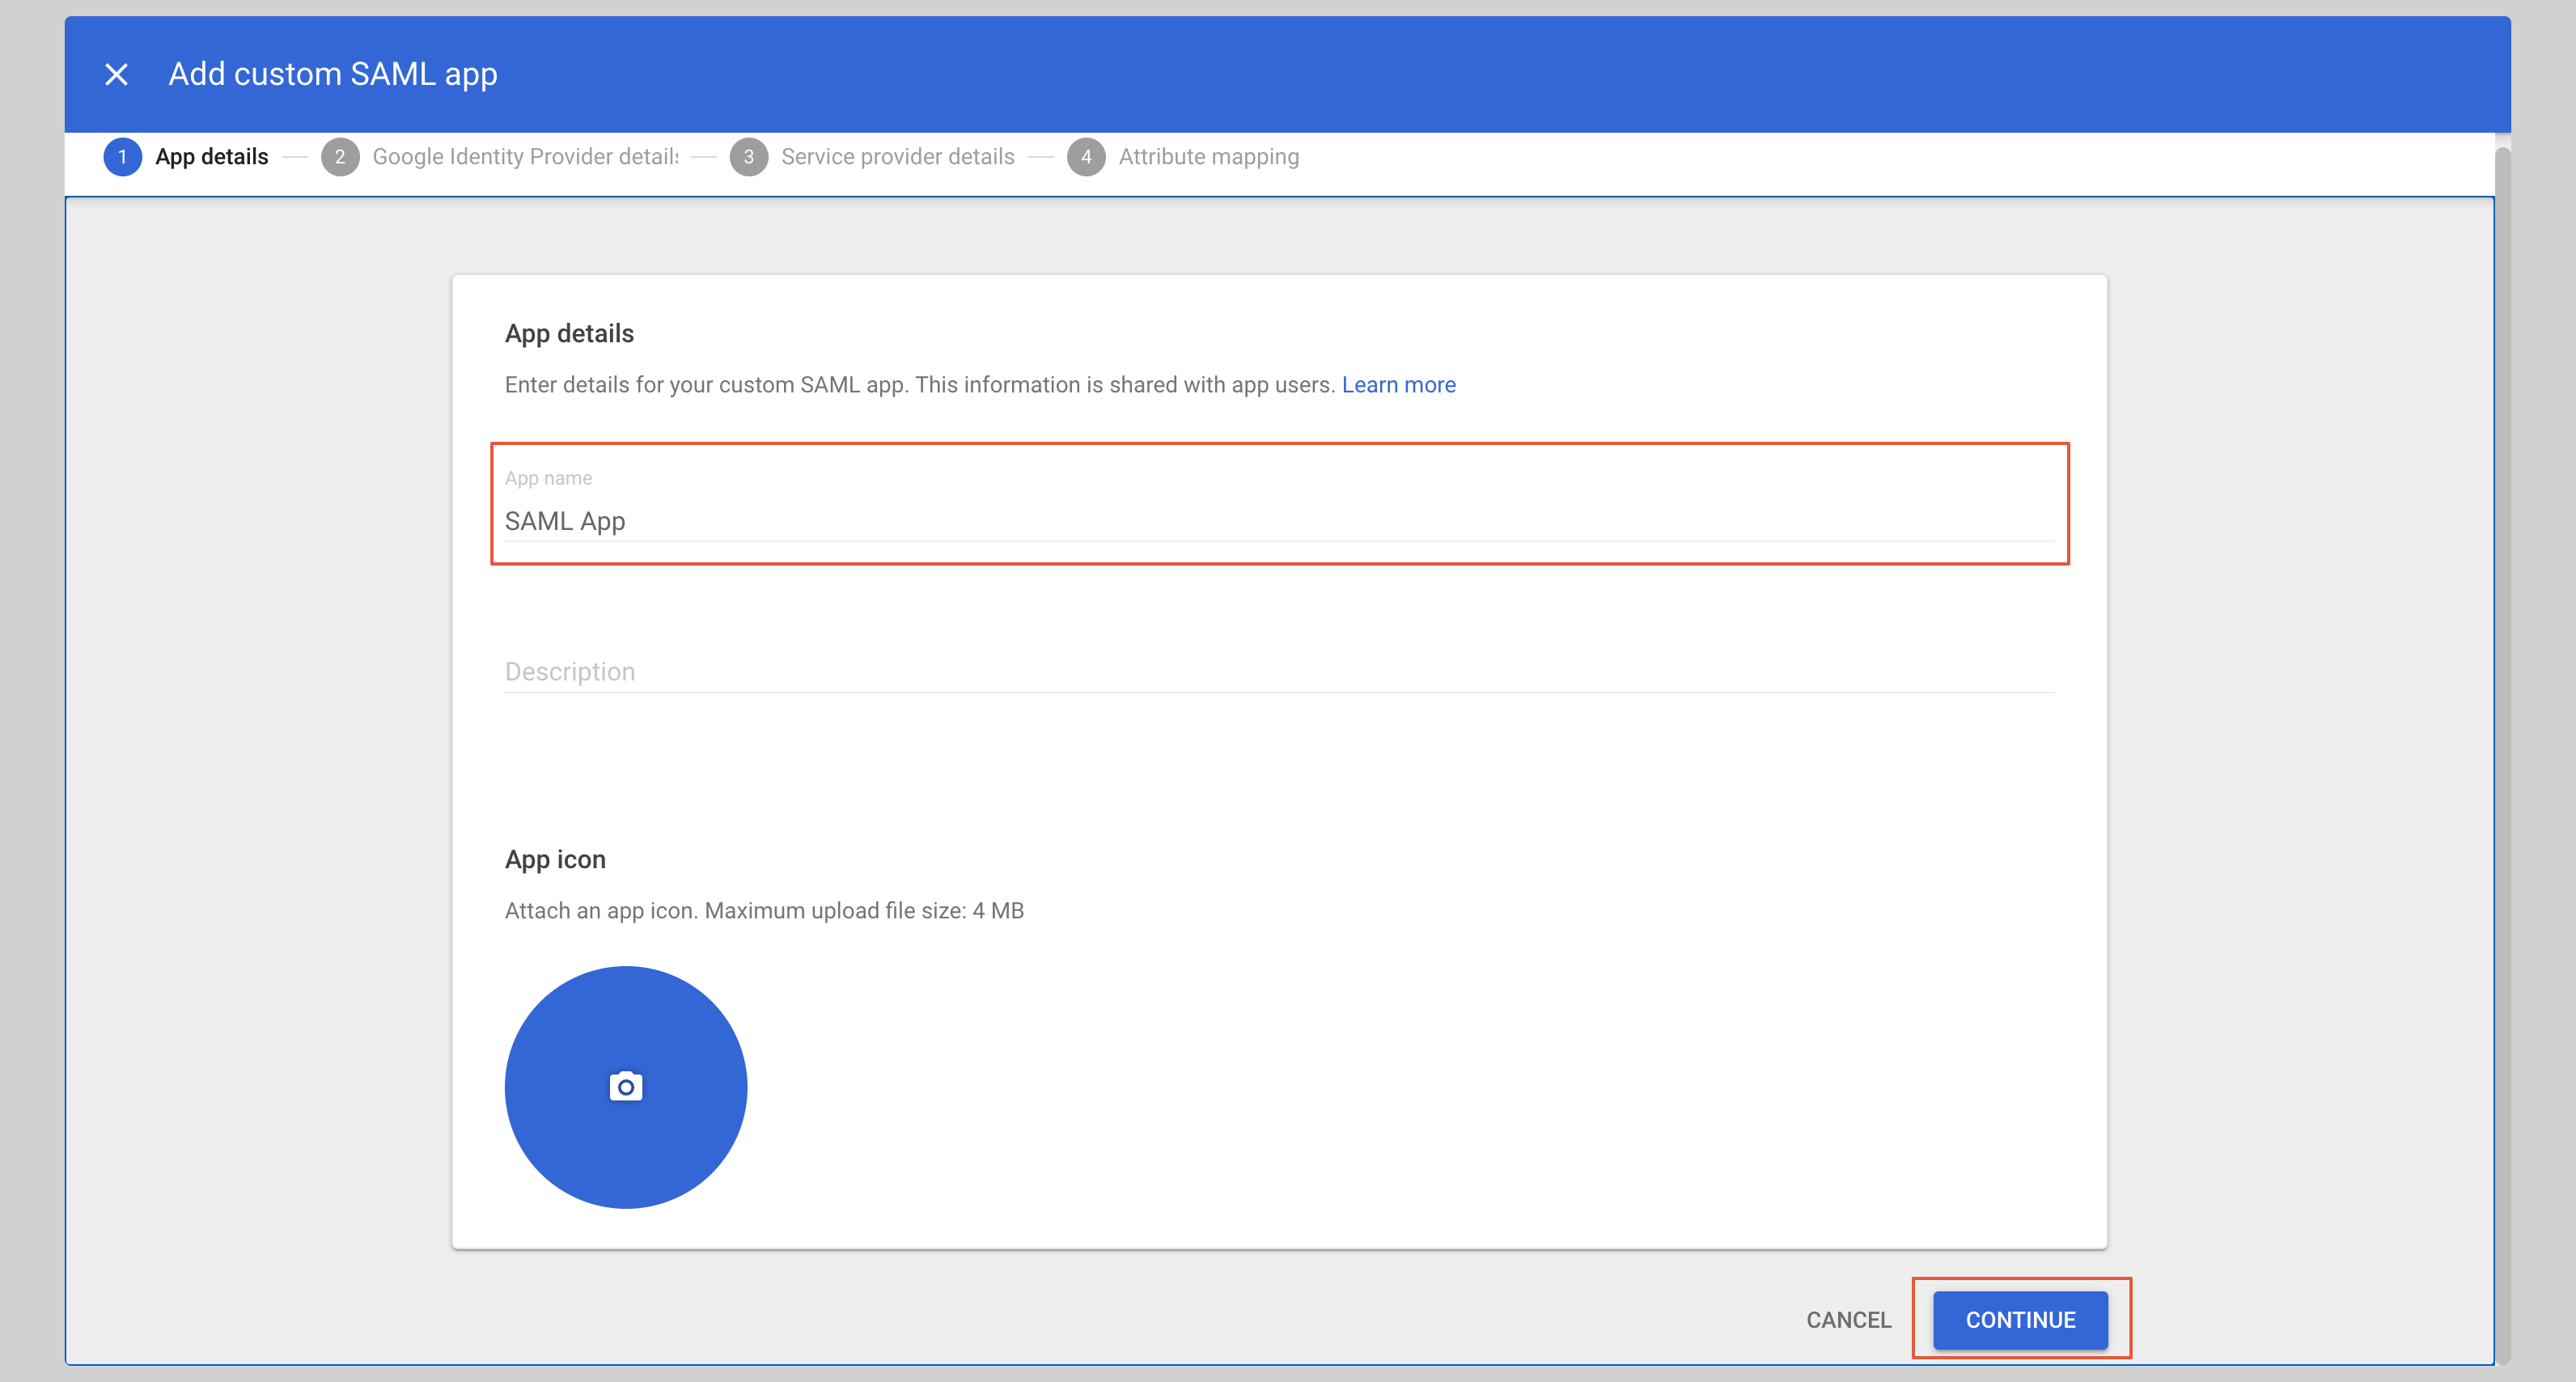 Add custom SAML app
1 App details 2 Google Identity Provider details 3 Service provider details 4 Attribute mapping
App details
Enter details for your custom SAML app. This information is shared with app users. Learn more
App name
SAML App
Description
App icon
Attach an app icon. Maximum upload file size: 4 MB
CANCEL CONTINUE